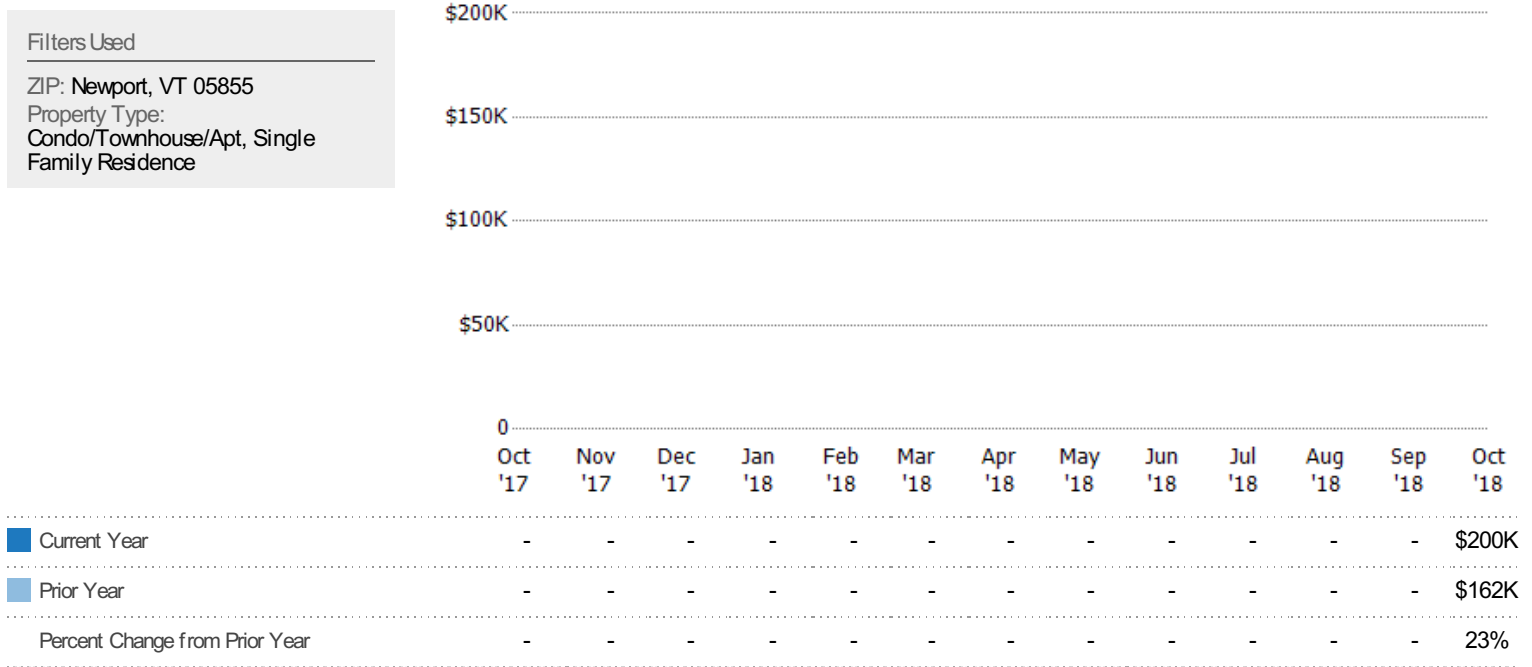 Filters Used
ZIP: Newport, VT 05855
Property Type:
Condo/Townhouse/Apt, Single
Family Residence
$200K
$150K
$100K
$50K
0
Oct Nov Dec Jan Feb Mar Apr May Jun Jul Aug Sep Oct
'17 '17 '17 '18 '18 '18 '18 '18 '18 '18 '18 '18 '18
Current Year - - - - - - - - - - - - $200K
Prior Year - - - - - - - - - - - - $162K
Percent Change from Prior Year - - - - - - - - - - - - 23%